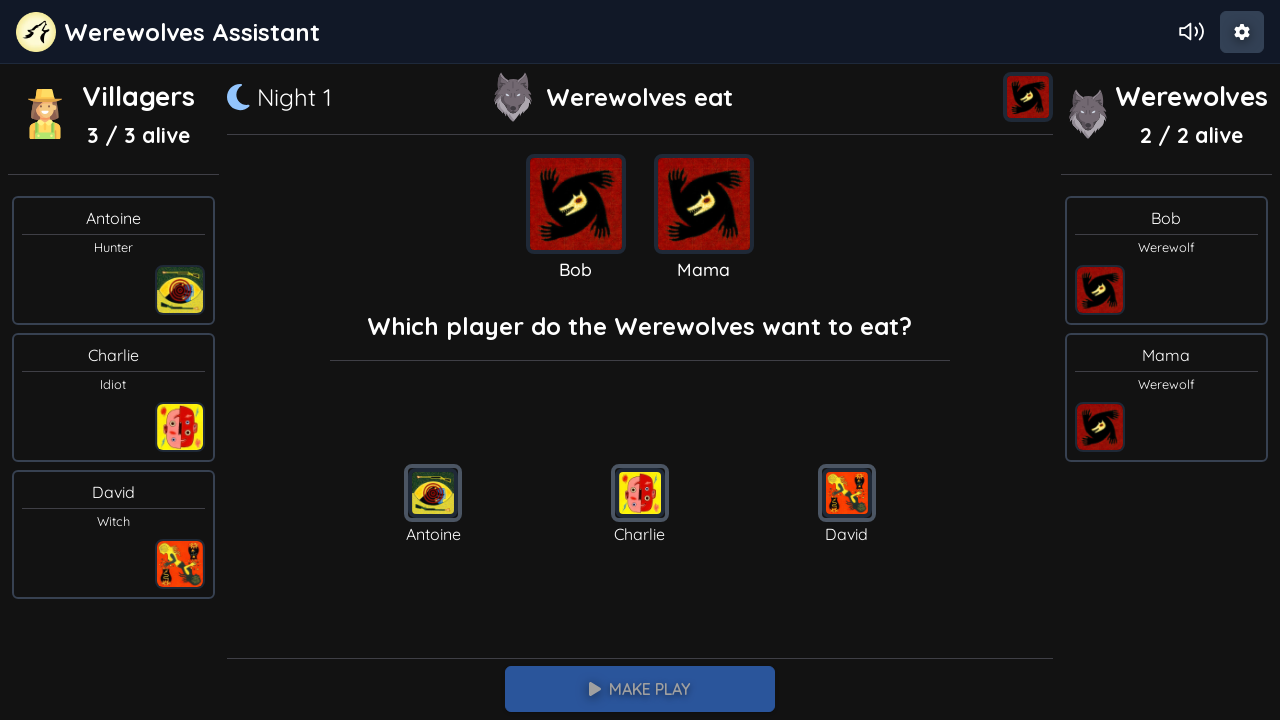 Werewolves Assistant
Villagers
3 / 3 alive
Antoine
Hunter
Charlie
Idiot
David
Witch
Night 1
Werewolves eat
Bob
Mama
Which player do the Werewolves want to eat?
Antoine
Charlie
David
MAKE PLAY
Werewolves
2 / 2 alive
Bob
Werewolf
Mama
Werewolf